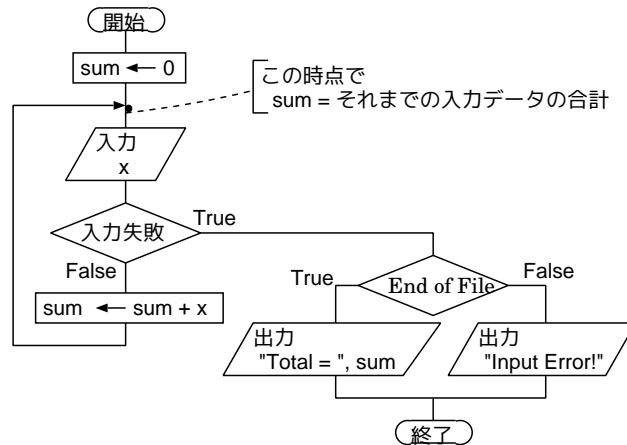 開始
sum ← 0
この時点で
sum = それまでの入力データの合計
入力
x
入力失敗
True
False
sum ← sum + x
End of File
True
False
出力
"Total = ", sum
出力
"Input Error!"
終了